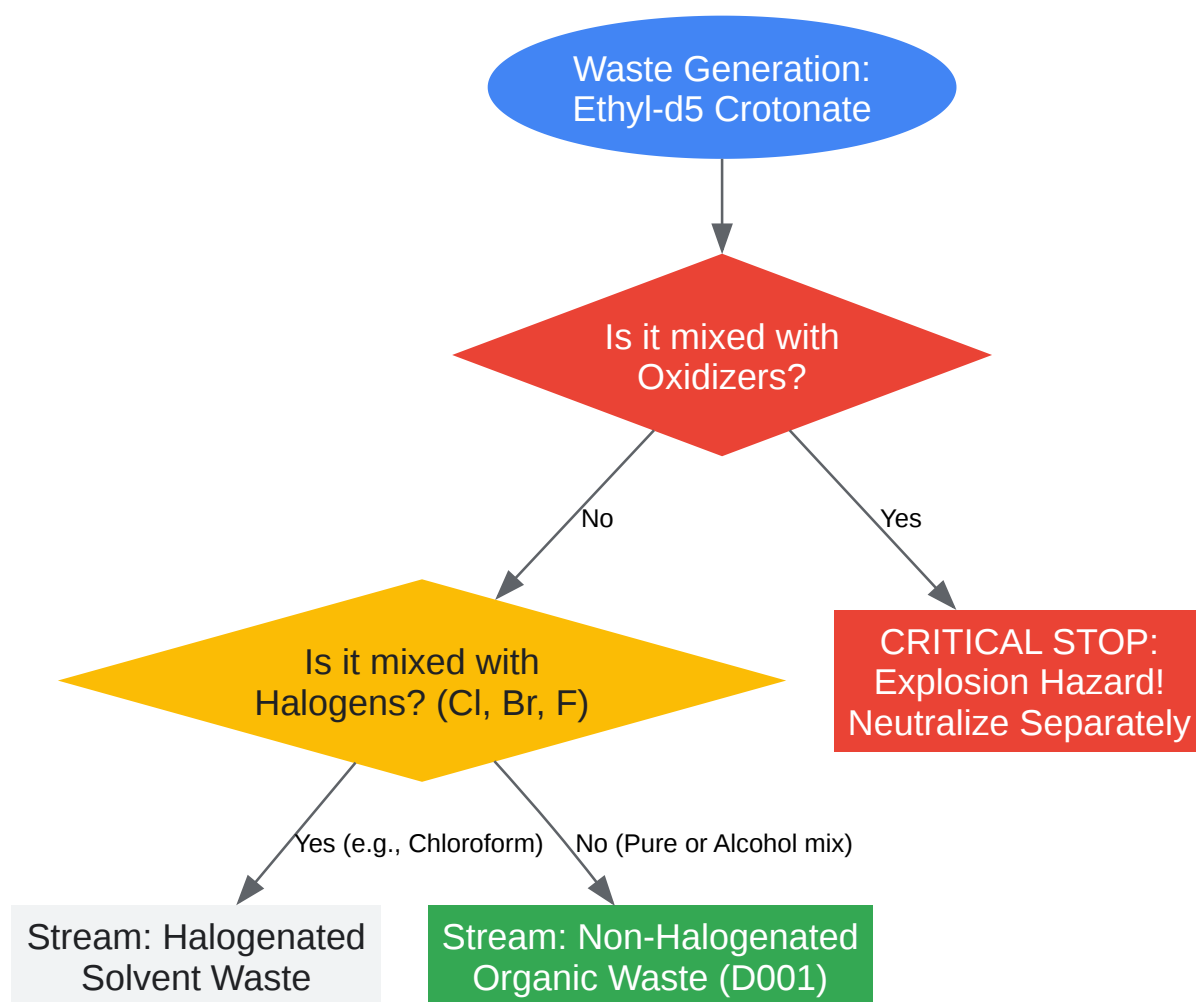 Waste Generation:
Ethyl-d5 Crotonate
Is it mixed with
Oxidizers?
No
Yes
Is it mixed with
Halogens? (Cl, Br, F)
CRITICAL STOP:
Explosion Hazard!
Neutralize Separately
Yes (e.g., Chloroform)
No (Pure or Alcohol mix)
Stream: Halogenated
Solvent Waste
Stream: Non-Halogenated
Organic Waste (D001)